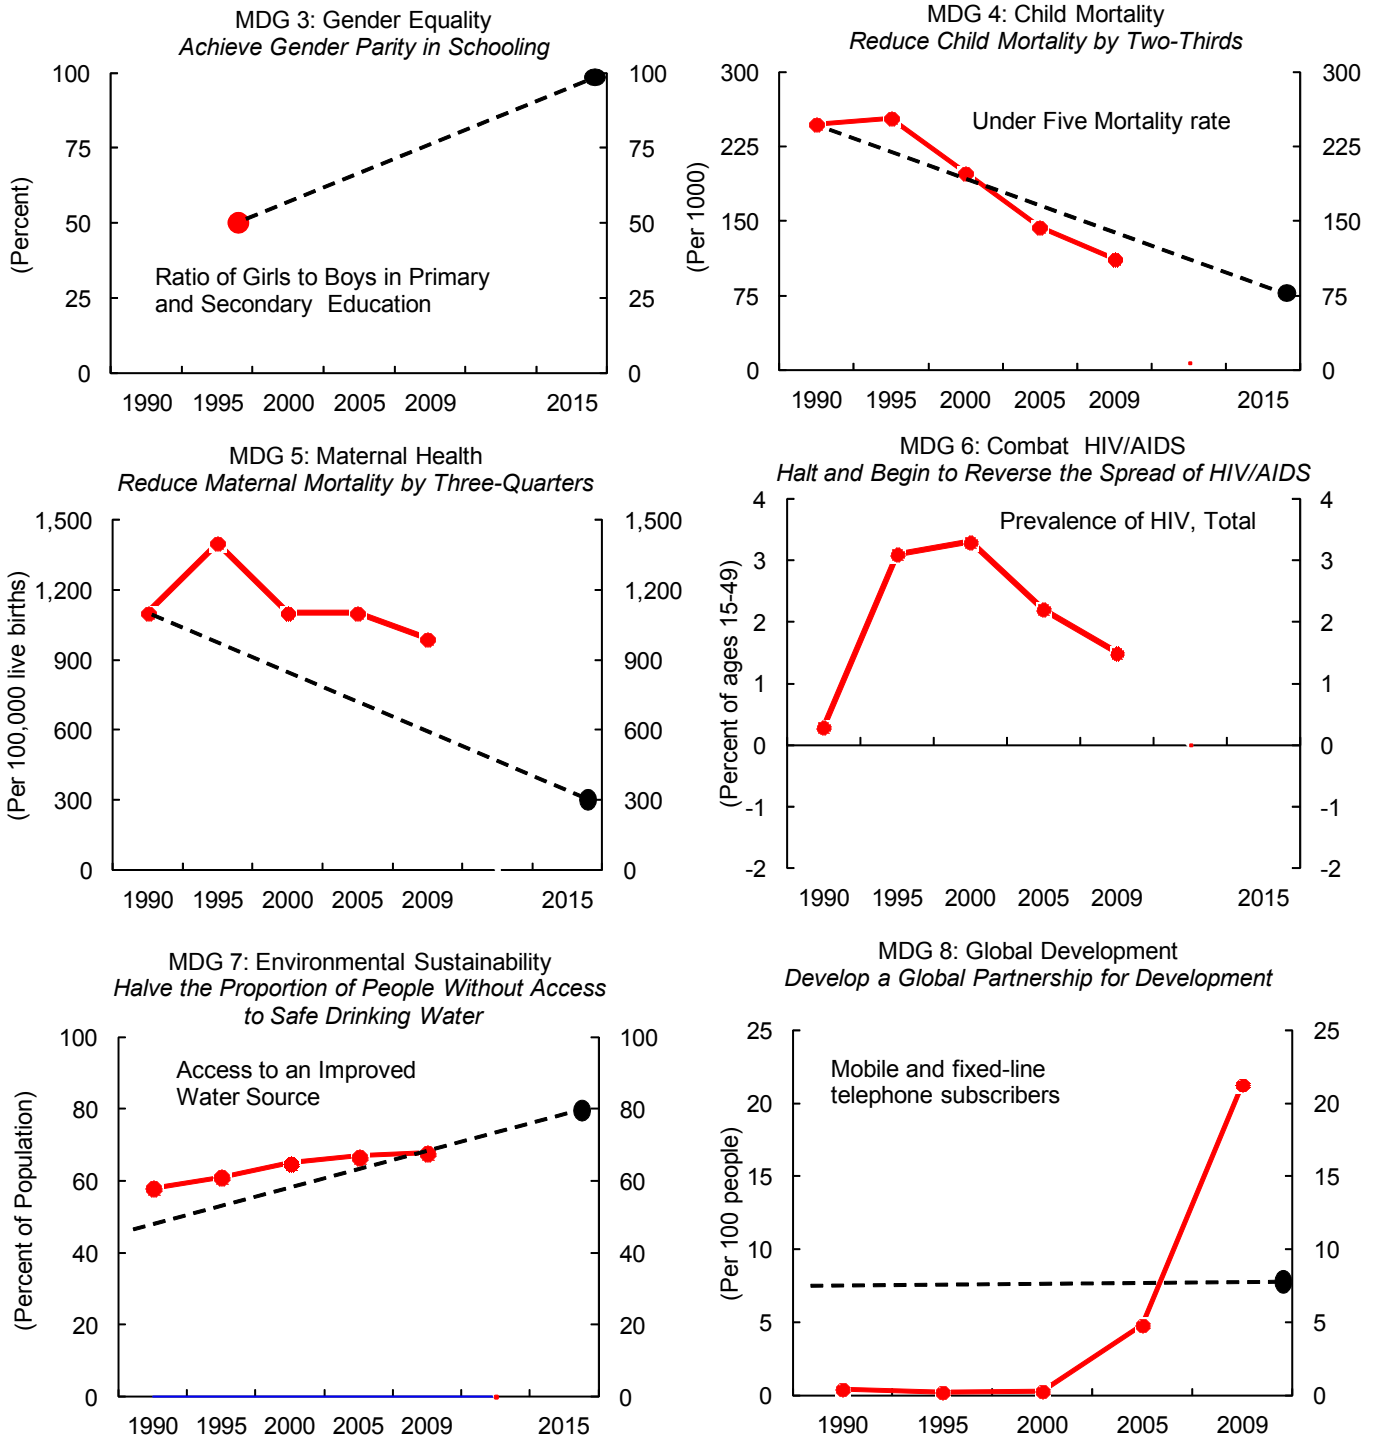 MDG 3: Gender Equality
Achieve Gender Parity in Schooling
100
75
50
25
0
(Percent)
100
75
50
25
0
Ratio of Girls to Boys in Primary
and Secondary Education
1990 1995 2000 2005 2009 2015
MDG 4: Child Mortality
Reduce Child Mortality by Two-Thirds
300
225
150
75
0
(Per 1000)
300
225
150
75
0
Under Five Mortality rate
1990 1995 2000 2005 2009 2015
MDG 5: Maternal Health
Reduce Maternal Mortality by Three-Quarters
1,500
1,200
900
600
300
0
(Per 100,000 live births)
1,500
1,200
900
600
300
0
1990 1995 2000 2005 2009 2015
MDG 6: Combat HIV/AIDS
Halt and Begin to Reverse the Spread of HIV/AIDS
4
3
2
1
0
-1
-2
(Percent of ages 15-49)
4
3
2
1
0
-1
-2
Prevalence of HIV, Total
1990 1995 2000 2005 2009 2015
MDG 7: Environmental Sustainability
Halve the Proportion of People Without Access
to Safe Drinking Water
100
80
60
40
20
0
(Percent of Population)
100
80
60
40
20
0
Access to an Improved
Water Source
1990 1995 2000 2005 2009 2015
MDG 8: Global Development
Develop a Global Partnership for Development
25
20
15
10
5
0
(Per 100 people)
25
20
15
10
5
0
Mobile and fixed-line
telephone subscribers
1990 1995 2000 2005 2009